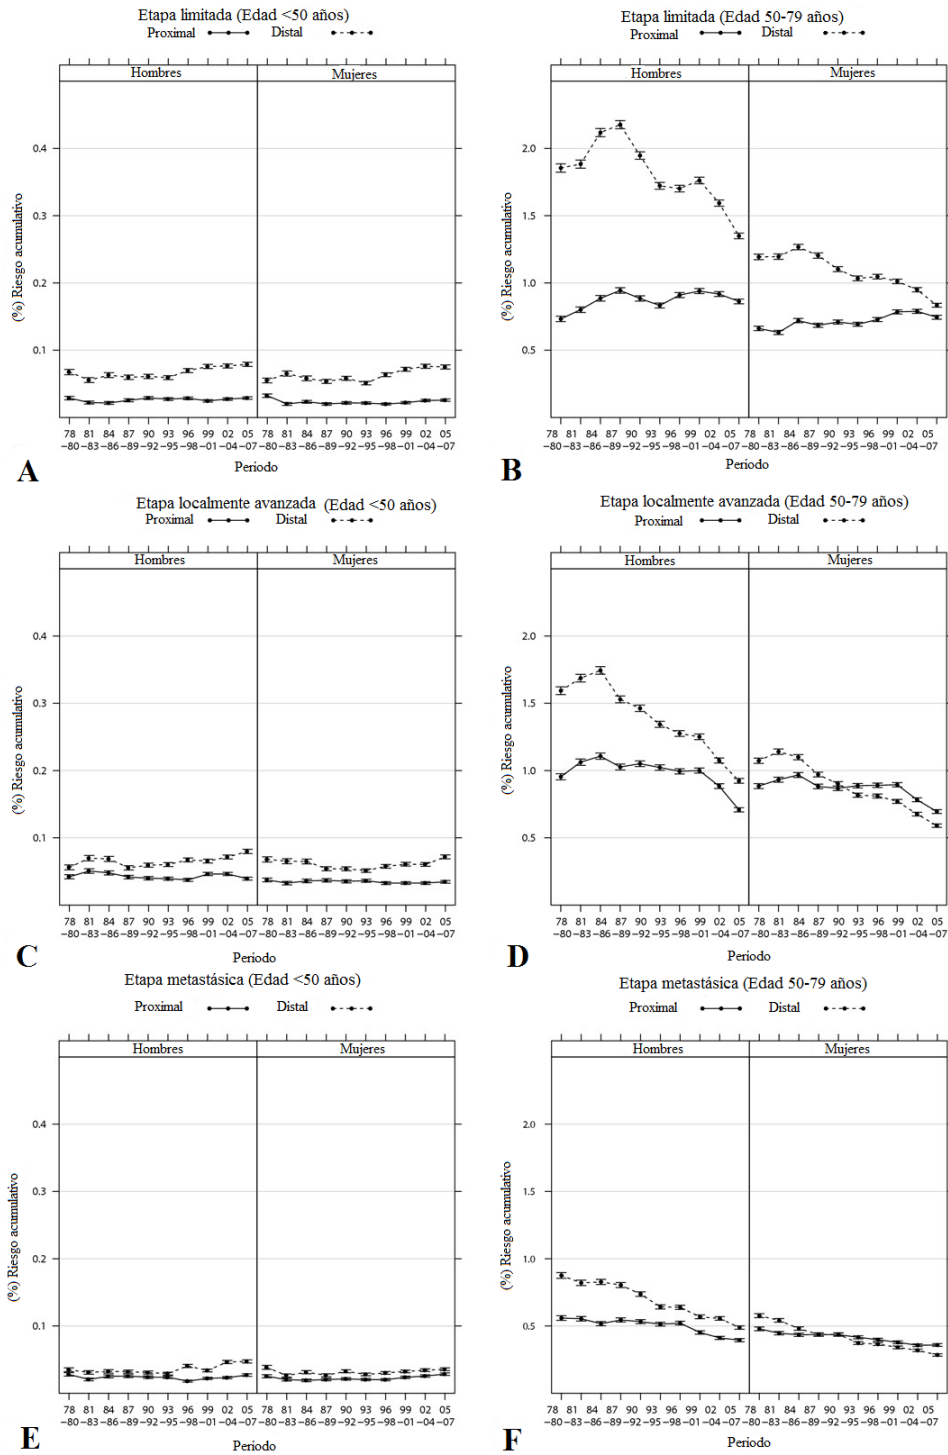 Etapa limitada (Edad <50 años)
Proximal Distal
Hombres Mujeres
0.4
0.3
0.2
0.1
(%) Riesgo acumulativo
78 81 84 87 90 93 96 99 02 05 78 81 84 87 90 93 96 99 02 05
−80 −83 −86 −89 −92 −95 −98 −01 −04 −07 −80 −83 −86 −89 −92 −95 −98 −01 −04 −07
Periodo
A
Etapa limitada (Edad 50-79 años)
Proximal Distal
Hombres Mujeres
2.0
1.5
1.0
0.5
(%) Riesgo acumulativo
78 81 84 87 90 93 96 99 02 05 78 81 84 87 90 93 96 99 02 05
−80 −83 −86 −89 −92 −95 −98 −01 −04 −07 −80 −83 −86 −89 −92 −95 −98 −01 −04 −07
Periodo
B
Etapa localmente avanzada (Edad <50 años)
Proximal Distal
Hombres Mujeres
0.4
0.3
0.2
0.1
(%) Riesgo acumulativo
78 81 84 87 90 93 96 99 02 05 78 81 84 87 90 93 96 99 02 05
−80 −83 −86 −89 −92 −95 −98 −01 −04 −07 −80 −83 −86 −89 −92 −95 −98 −01 −04 −07
Periodo
C
Etapa localmente avanzada (Edad 50-79 años)
Proximal Distal
Hombres Mujeres
2.0
1.5
1.0
0.5
(%) Riesgo acumulativo
78 81 84 87 90 93 96 99 02 05 78 81 84 87 90 93 96 99 02 05
−80 −83 −86 −89 −92 −95 −98 −01 −04 −07 −80 −83 −86 −89 −92 −95 −98 −01 −04 −07
Periodo
D
Etapa metastásica (Edad <50 años)
Proximal Distal
Hombres Mujeres
0.4
0.3
0.2
0.1
(%) Riesgo acumulativo
78 81 84 87 90 93 96 99 02 05 78 81 84 87 90 93 96 99 02 05
−80 −83 −86 −89 −92 −95 −98 −01 −04 −07 −80 −83 −86 −89 −92 −95 −98 −01 −04 −07
Periodo
E
Etapa metastásica (Edad 50-79 años)
Proximal Distal
Hombres Mujeres
2.0
1.5
1.0
0.5
(%) Riesgo acumulativo
78 81 84 87 90 93 96 99 02 05 78 81 84 87 90 93 96 99 02 05
−80 −83 −86 −89 −92 −95 −98 −01 −04 −07 −80 −83 −86 −89 −92 −95 −98 −01 −04 −07
Periodo
F